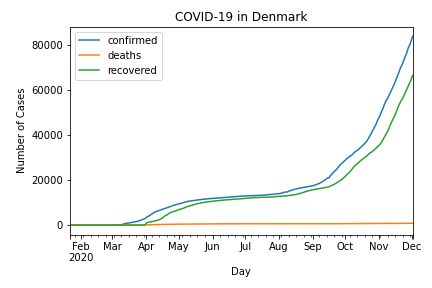 COVID-19 in Denmark
confirmed
deaths
recovered
Number of Cases
80000
60000
40000
20000
0
Feb Mar Apr May Jun Jul Aug Sep Oct Nov Dec
2020
Day